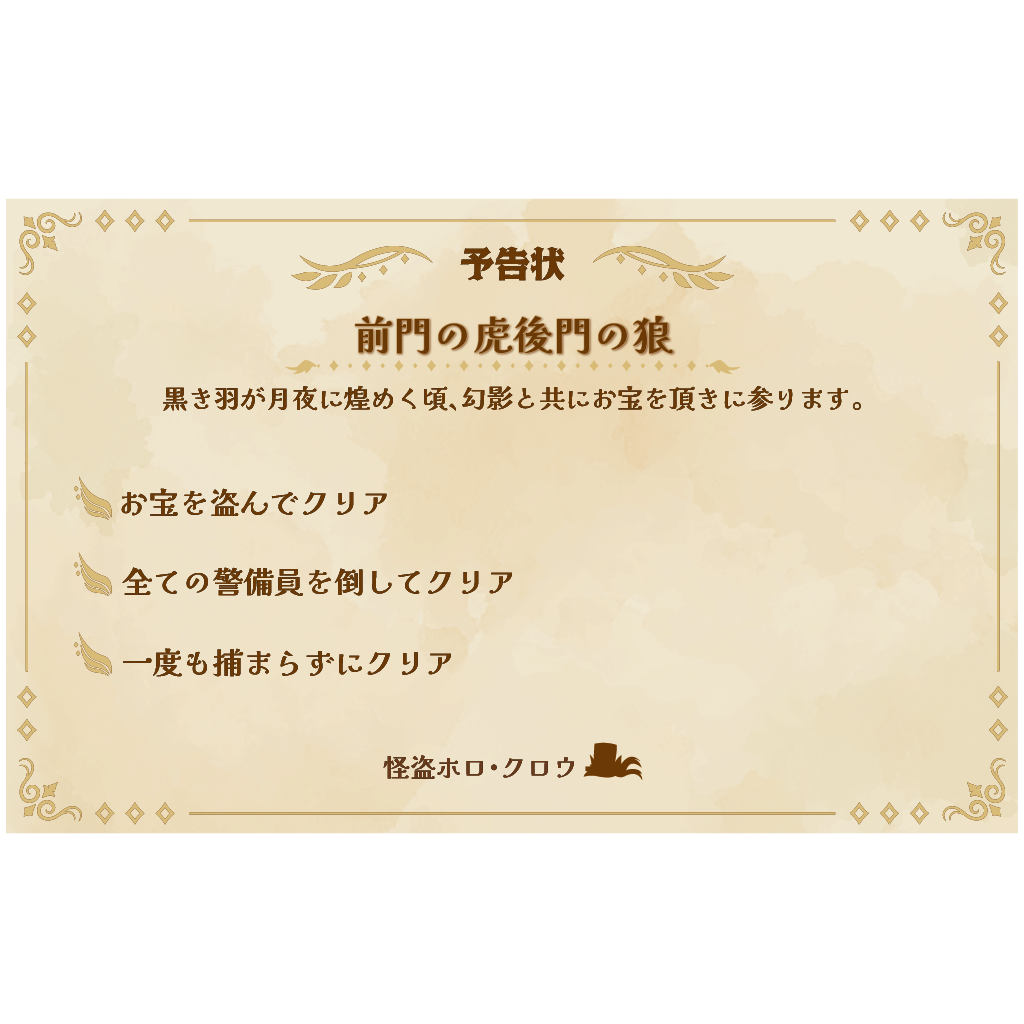 予告状
前門の虎後門の狼
黒き羽が月夜に煌めく頃、幻影と共にお宝を頂きに参ります。
お宝を盗んでクリア
全ての警備員を倒してクリア
一度も捕まらずにクリア
怪盗ホロ・クロウ